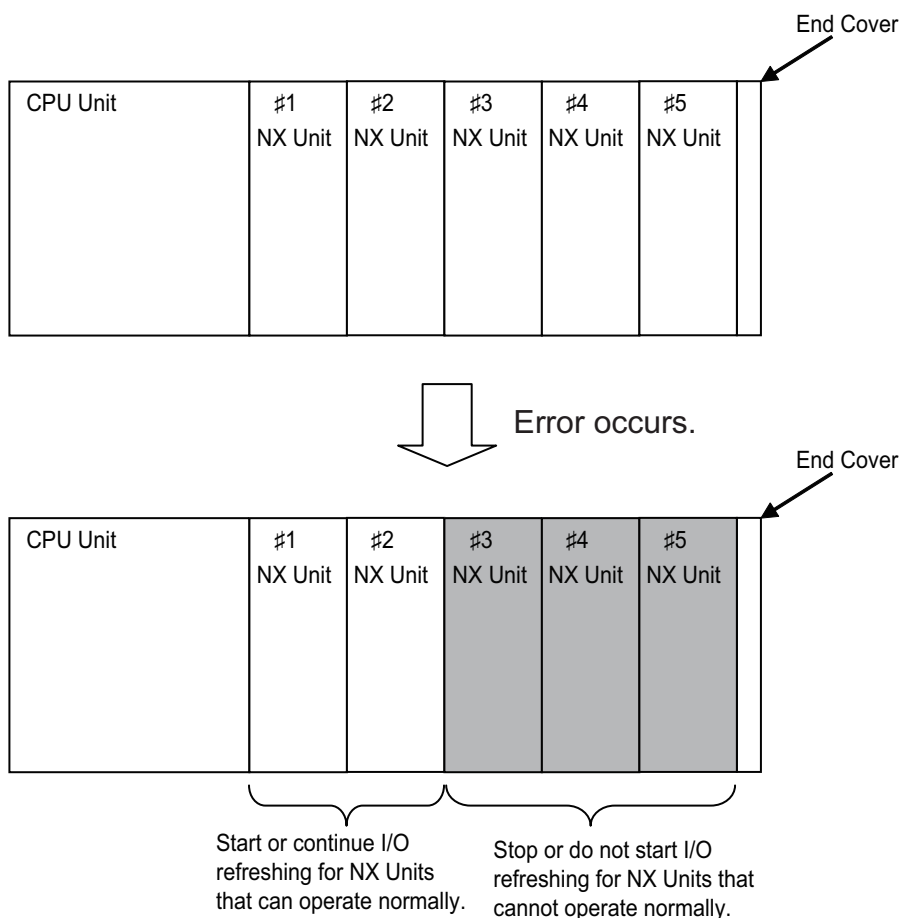 End Cover
CPU Unit ♯1 ♯2 ♯3 ♯4 ♯5
NX Unit NX Unit NX Unit NX Unit NX Unit
Error occurs.
End Cover
CPU Unit ♯1 ♯2 ♯3 ♯4 ♯5
NX Unit NX Unit NX Unit NX Unit NX Unit
Start or continue I/O
refreshing for NX Units
that can operate normally.
Stop or do not start I/O
refreshing for NX Units that
cannot operate normally.